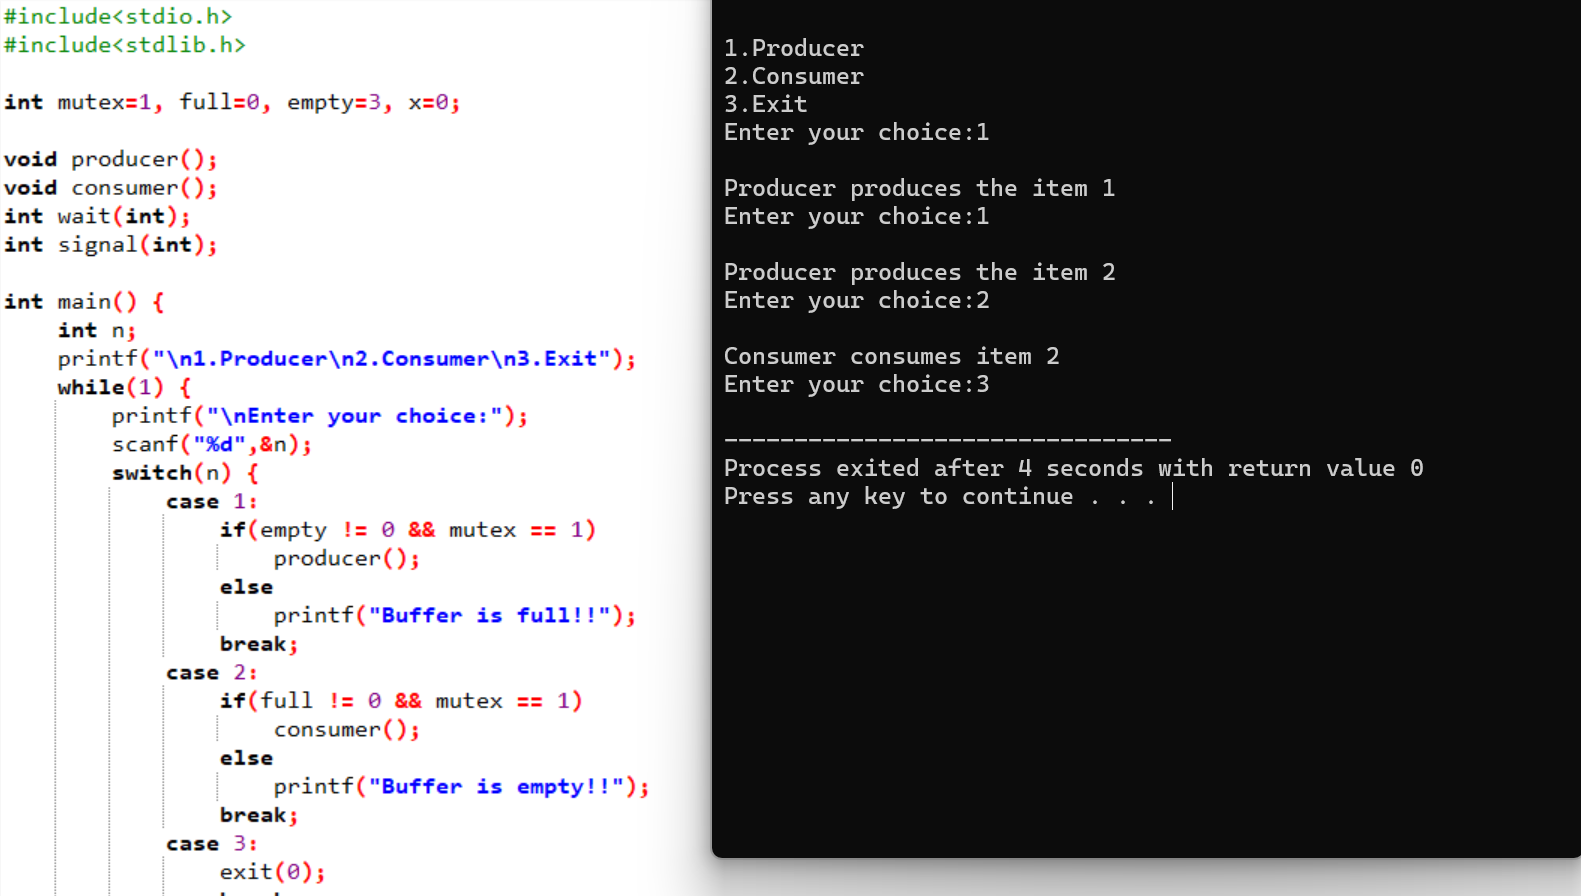 #include<stdio.h>
#include<stdlib.h>
int mutex=1, full=0, empty=3, x=0;
void producer();
void consumer();
int wait(int);
int signal(int);
int main() {
int n;
printf("\n1.Producer\n2.Consumer\n3.Exit");
while(1) {
printf("\nEnter your choice:");
scanf("%d",&n);
switch(n) {
case 1:
if(empty != 0 && mutex == 1)
producer();
else
printf("Buffer is full!!");
break;
case 2:
if(full != 0 && mutex == 1)
consumer();
else
printf("Buffer is empty!!");
break;
case 3:
exit(0);
1.Producer
2.Consumer
3.Exit
Enter your choice:1
Producer produces the item 1
Enter your choice:1
Producer produces the item 2
Enter your choice:2
Consumer consumes item 2
Enter your choice:3
--------------------------------
Process exited after 4 seconds with return value 0
Press any key to continue . . .